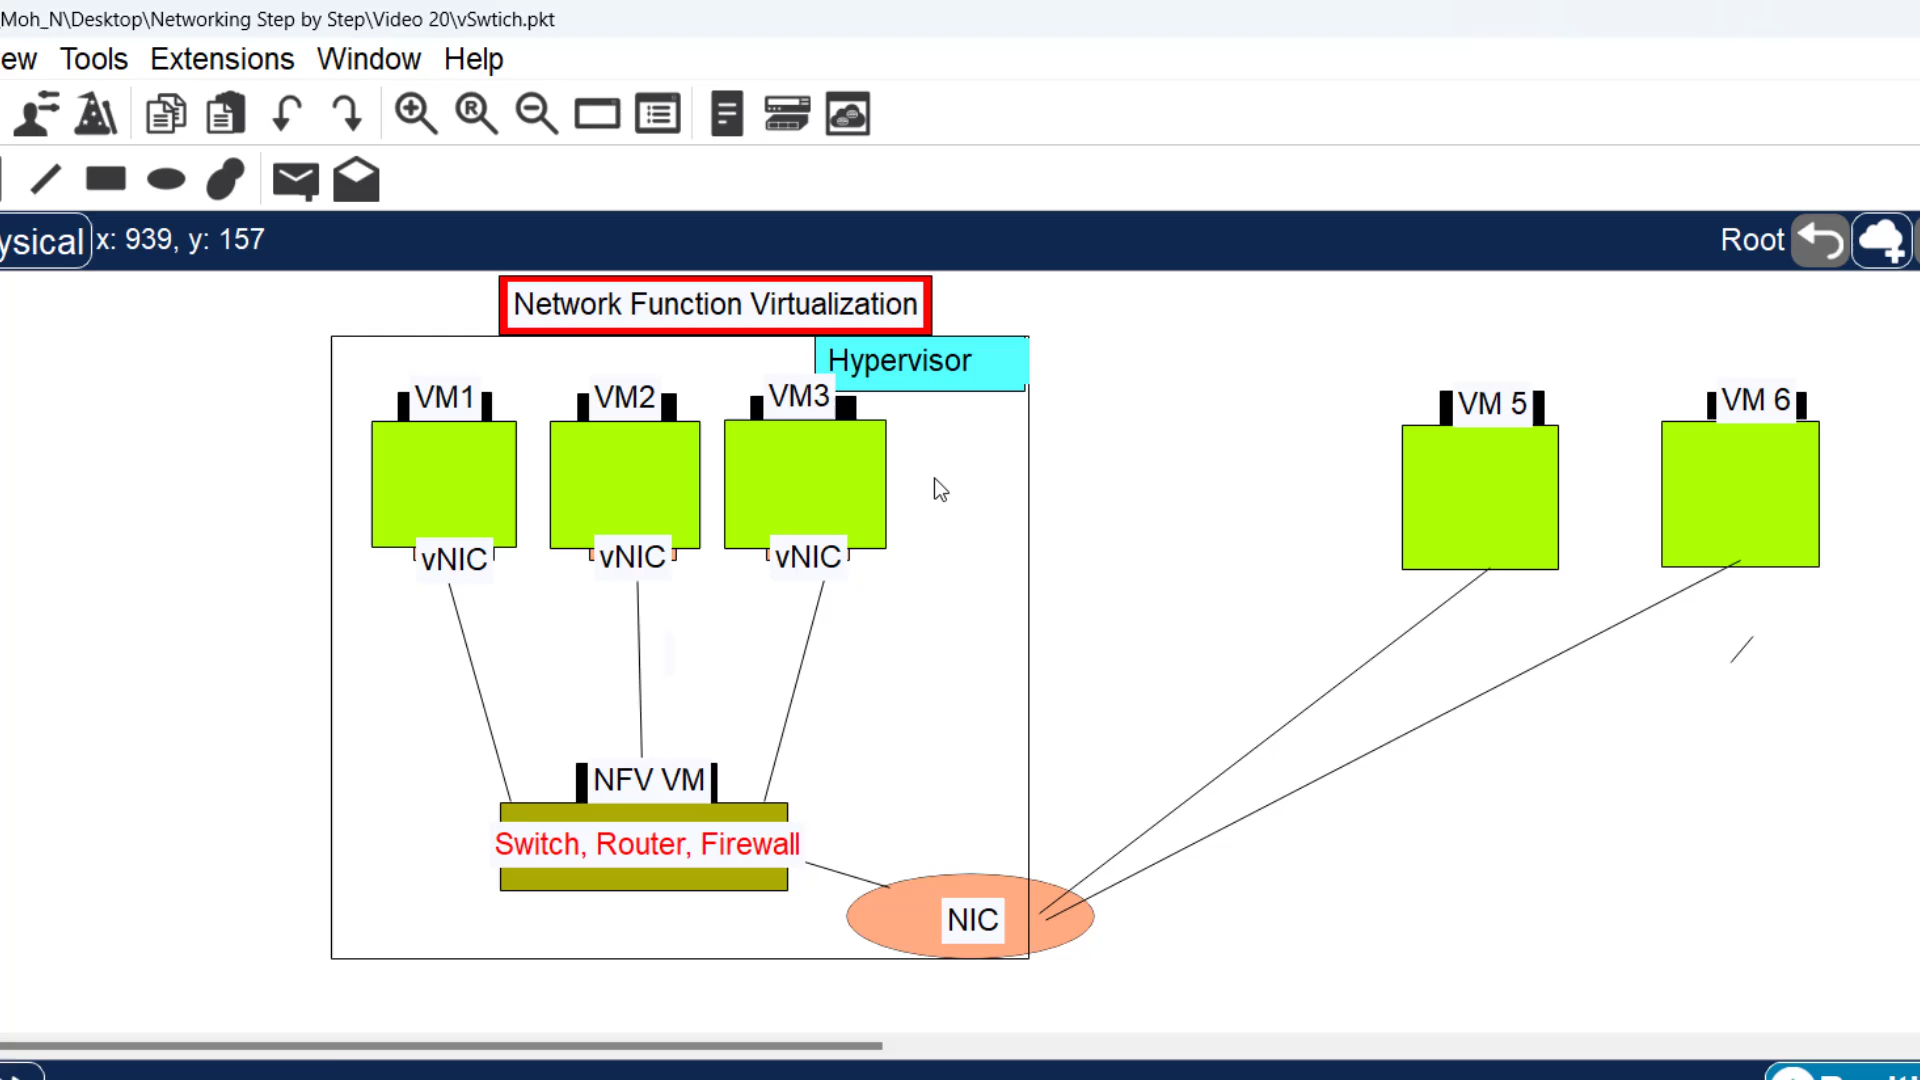 _Moh_N\Desktop\Networking Step by Step\Video 20\vSwtich.pkt
ew Tools Extensions Window Help
ysical x: 939, y: 157 Root
Network Function Virtualization
Hypervisor
VM1 VM2 VM3 VM 5 VM 6
vNIC vNIC vNIC
NFV VM
Switch, Router, Firewall
NIC